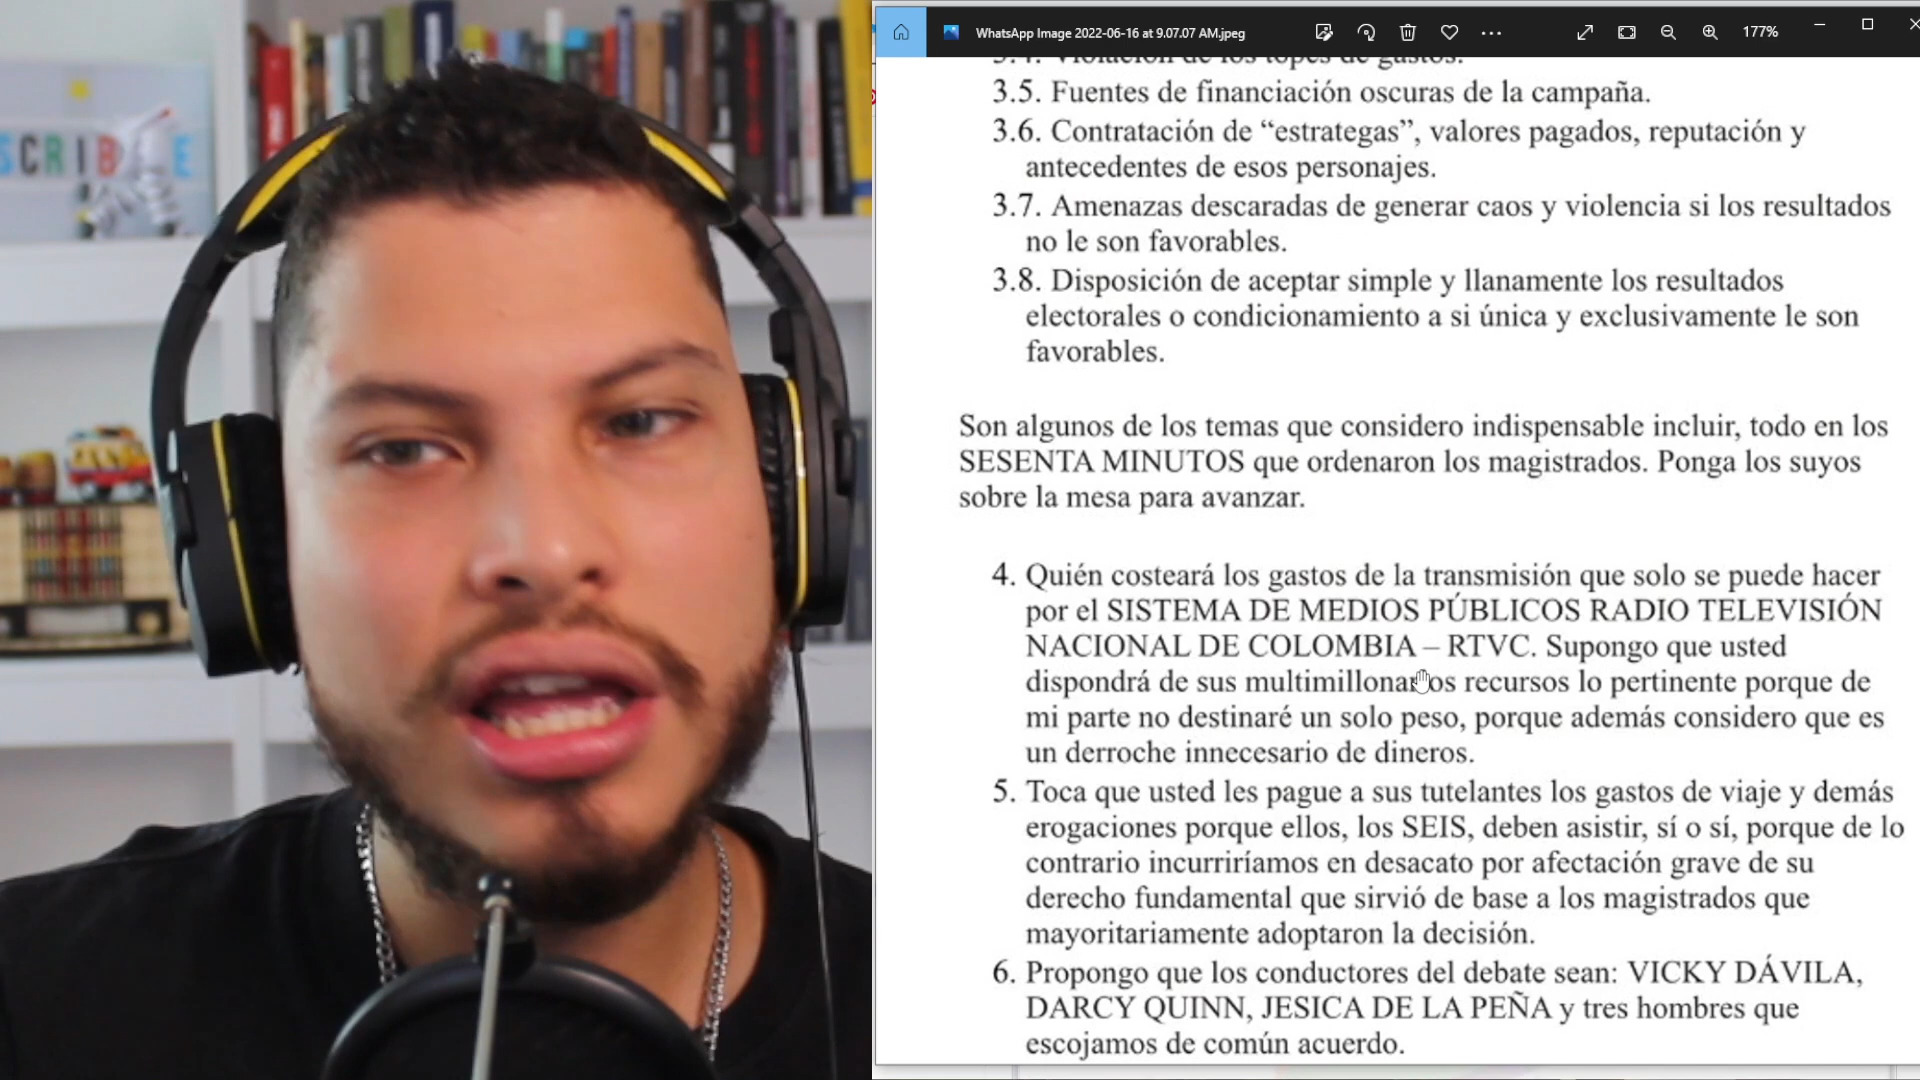 SCRIB
E
WhatsApp Image 2022-06-16 at 9.07.07 AM.jpeg
177%
3.4. Violación de los topes de gastos.
3.5. Fuentes de financiación oscuras de la campaña.
3.6. Contratación de “estrategas”, valores pagados, reputación y
antecedentes de esos personajes.
3.7. Amenazas descaradas de generar caos y violencia si los resultados
no le son favorables.
3.8. Disposición de aceptar simple y llanamente los resultados
electorales o condicionamiento a si única y exclusivamente le son
favorables.
Son algunos de los temas que considero indispensable incluir, todo en los
SESENTA MINUTOS que ordenaron los magistrados. Ponga los suyos
sobre la mesa para avanzar.
4. Quién costeará los gastos de la transmisión que solo se puede hacer
por el SISTEMA DE MEDIOS PÚBLICOS RADIO TELEVISIÓN
NACIONAL DE COLOMBIA – RTVC. Supongo que usted
dispondrá de sus multimillonarios recursos lo pertinente porque de
mi parte no destinaré un solo peso, porque además considero que es
un derroche innecesario de dineros.
5. Toca que usted les pague a sus tutelantes los gastos de viaje y demás
erogaciones porque ellos, los SEIS, deben asistir, sí o sí, porque de lo
contrario incurriríamos en desacato por afectación grave de su
derecho fundamental que sirvió de base a los magistrados que
mayoritariamente adoptaron la decisión.
6. Propongo que los conductores del debate sean: VICKY DÁVILA,
DARCY QUINN, JESICA DE LA PEÑA y tres hombres que
escojamos de común acuerdo.